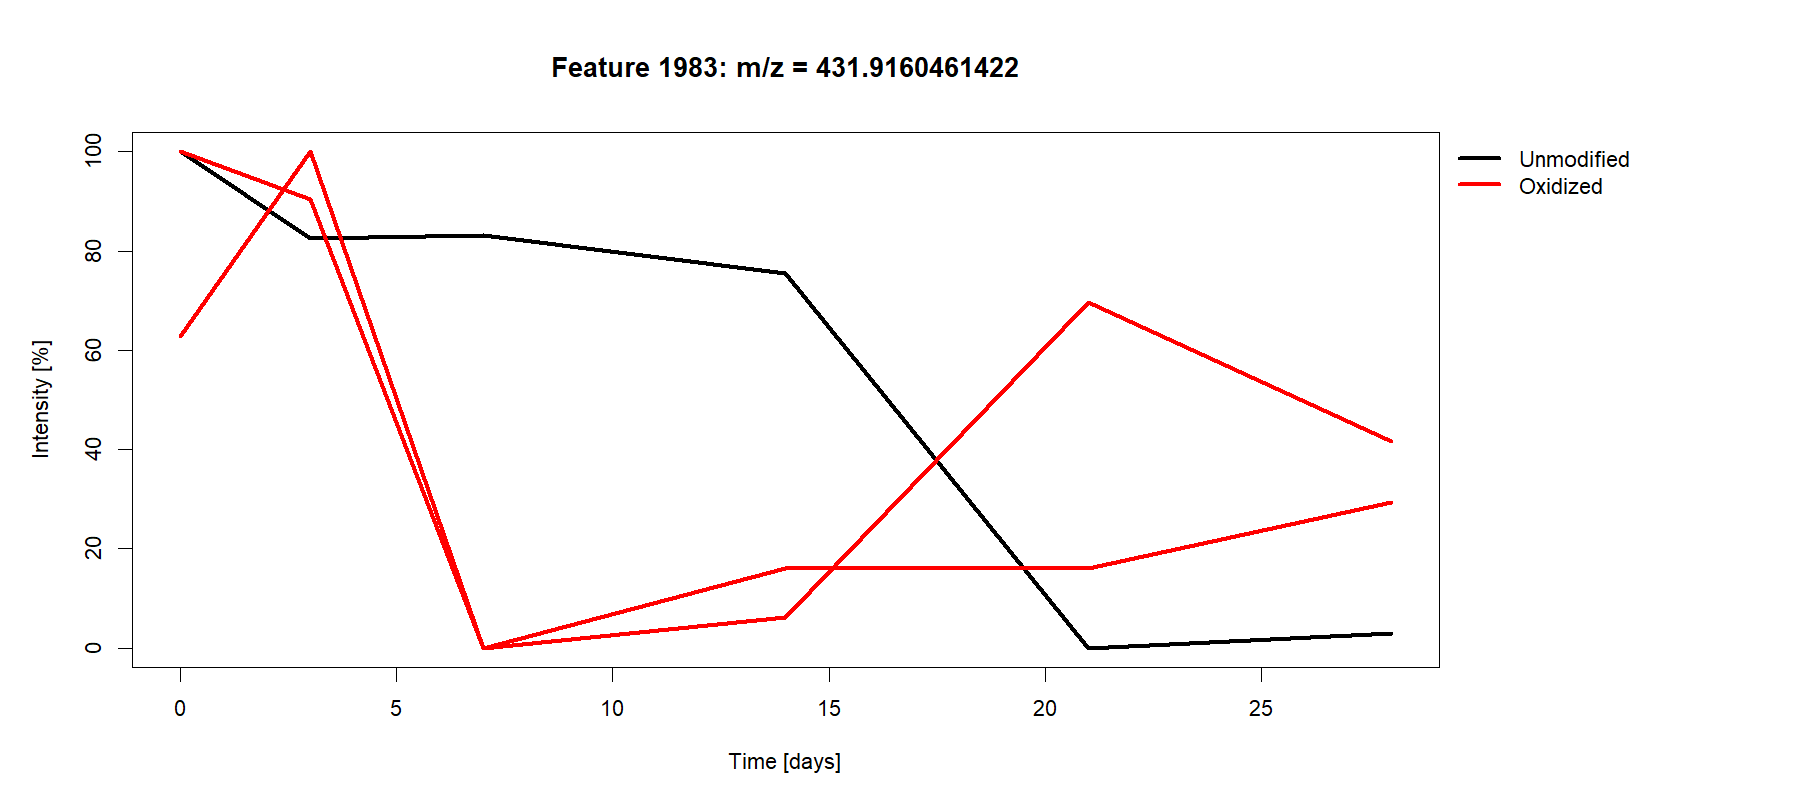 Feature 1983: m/z = 431.9160461422
Unmodified
Oxidized
Intensity [%]
100
80
60
40
20
0
0 5 10 15 20 25
Time [days]